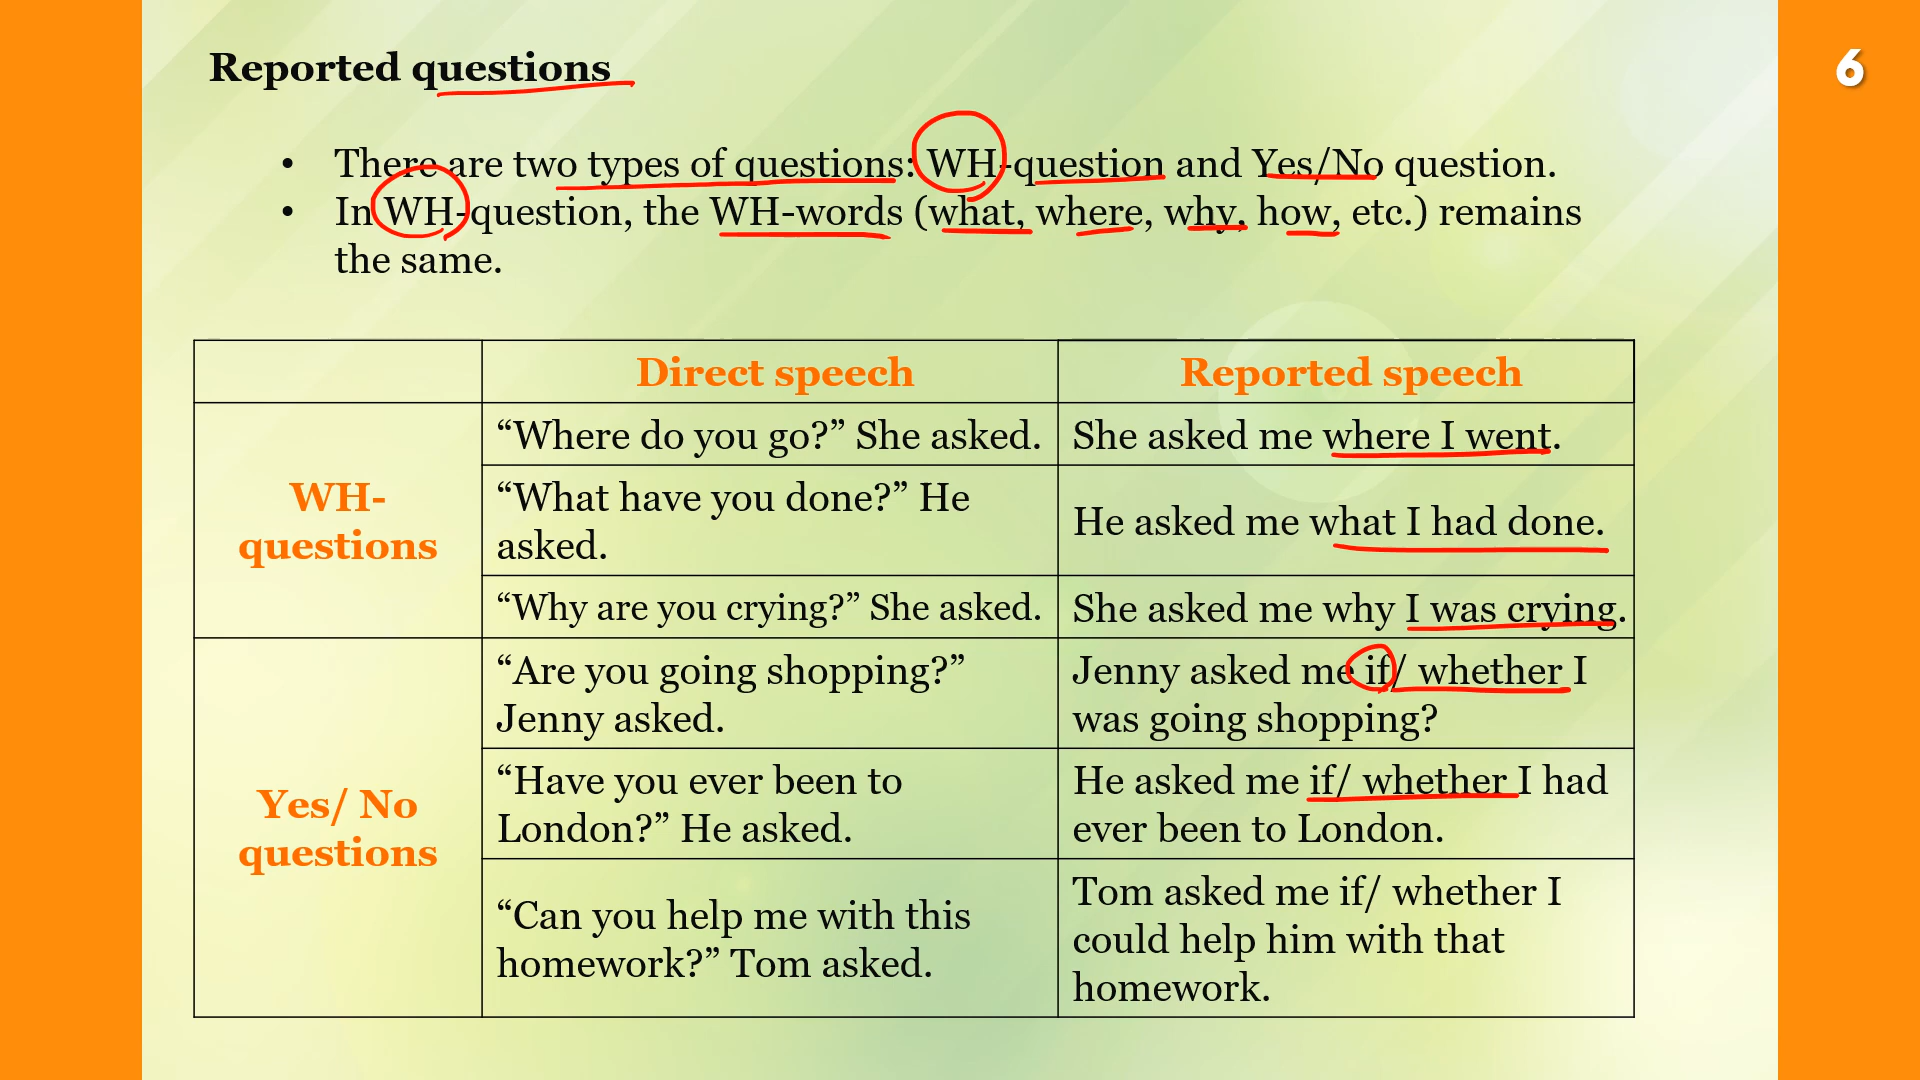 Reported questions
6
• There are two types of questions: WH-question and Yes/No question.
• In WH-question, the WH-words (what, where, why, how, etc.) remains
the same.
Direct speech
Reported speech
WH-
questions
“Where do you go?” She asked.
She asked me where I went.
“What have you done?” He
asked.
He asked me what I had done.
“Why are you crying?” She asked.
She asked me why I was crying.
Yes/ No
questions
“Are you going shopping?”
Jenny asked.
Jenny asked me if/ whether I
was going shopping?
“Have you ever been to
London?” He asked.
He asked me if/ whether I had
ever been to London.
“Can you help me with this
homework?” Tom asked.
Tom asked me if/ whether I
could help him with that
homework.